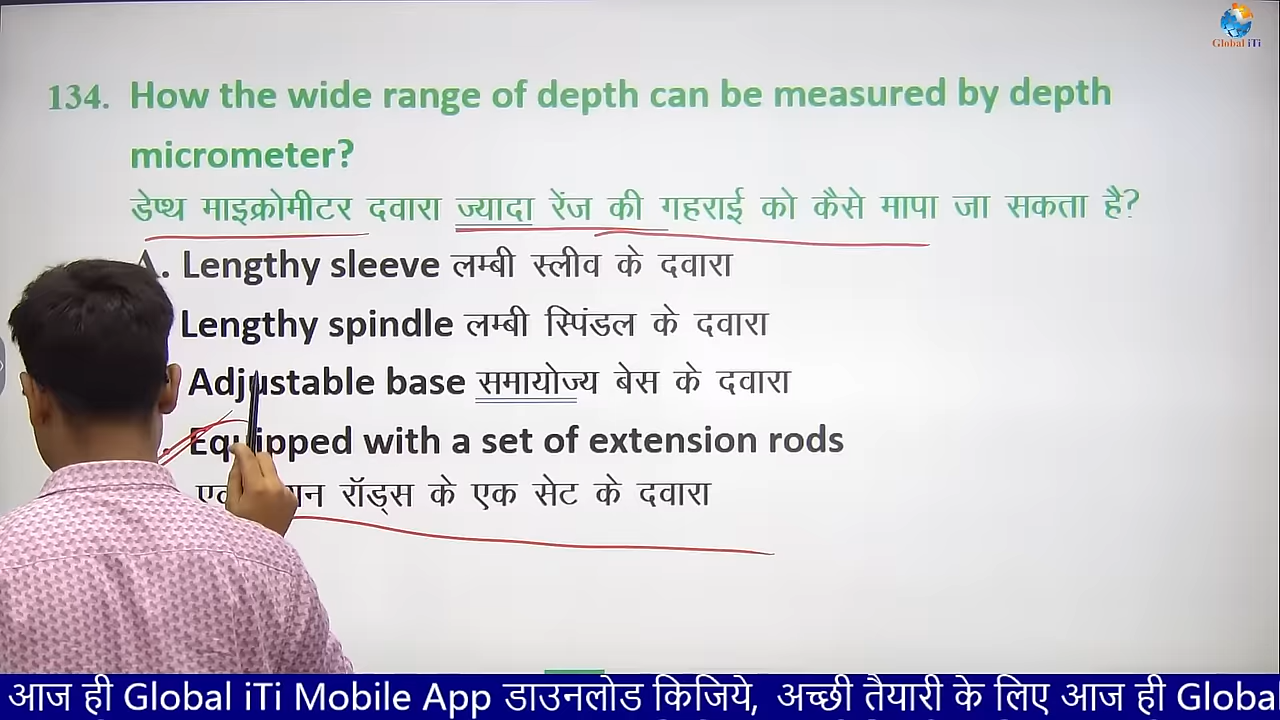 Global iTi
134. How the wide range of depth can be measured by depth
micrometer?
डेप्थ माइक्रोमीटर दवारा ज्यादा रेंज की गहराई को कैसे मापा जा सकता है?
A. Lengthy sleeve लम्बी स्लीव के दवारा
Lengthy spindle लम्बी स्पिंडल के दवारा
Adjustable base समायोज्य बेस के दवारा
Equipped with a set of extension rods
रॉड्स के एक सेट के दवारा
आज ही Global iTi Mobile App डाउनलोड किजिये, अच्छी तैयारी के लिए आज ही Global